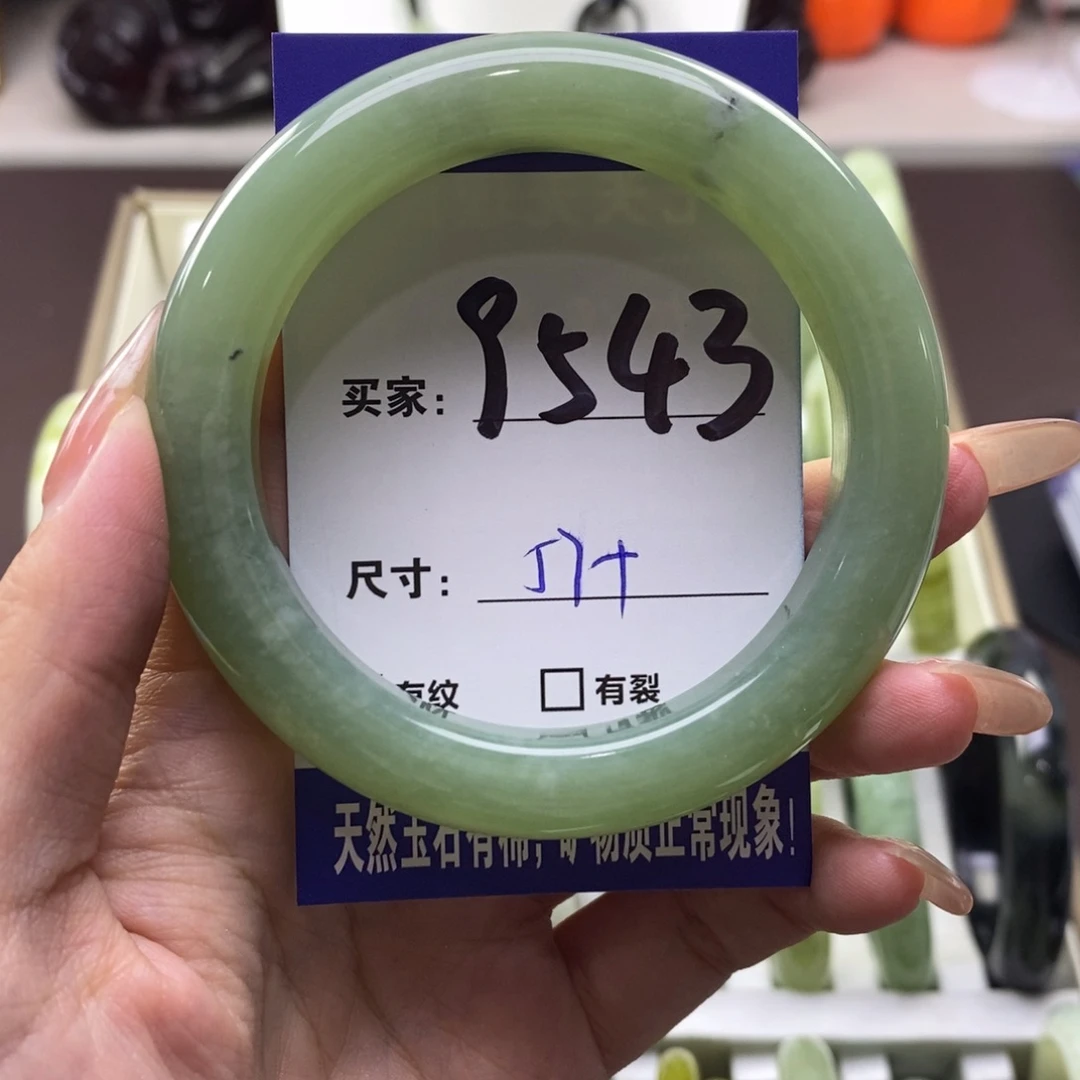 买家：9543
尺寸：57+
有纹 □有裂
天然玉石有棉，矿物质正常现象！